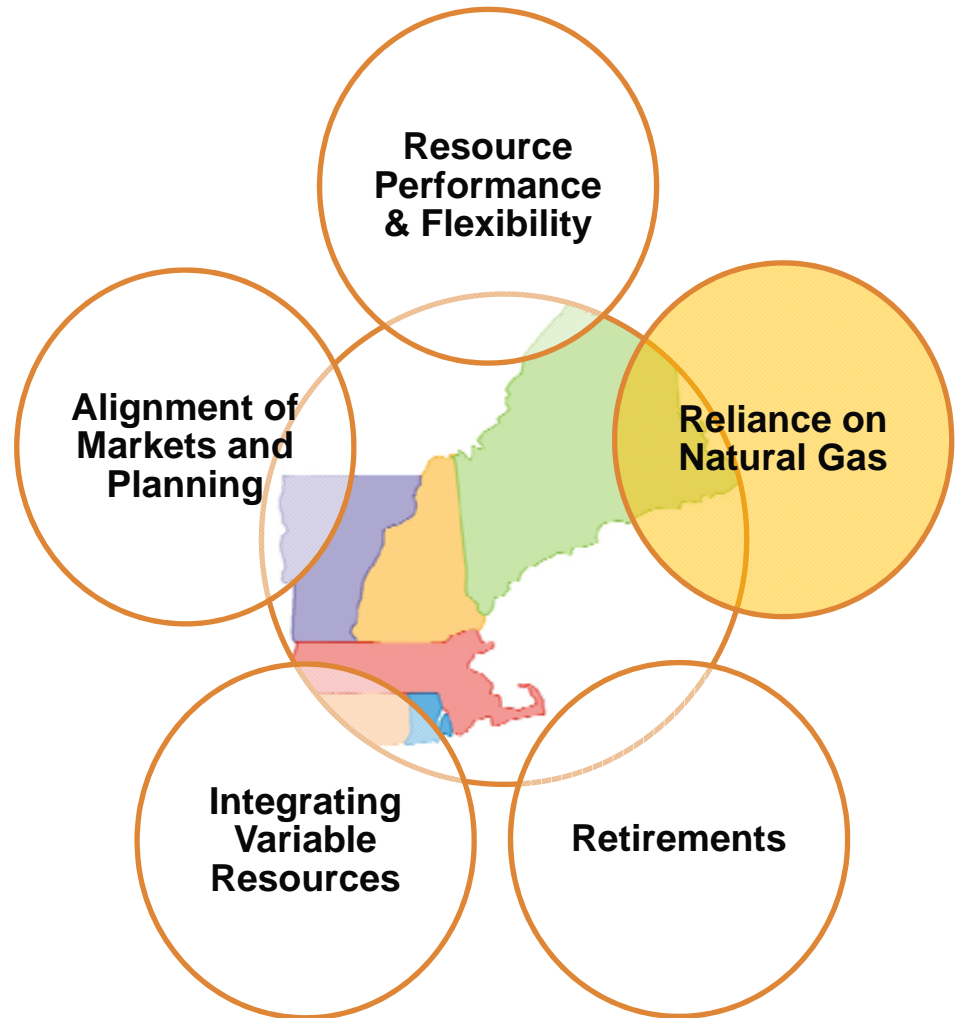 Resource
Performance
& Flexibility
Alignment of
Markets and
Planning
Reliance on
Natural Gas
Integrating
Variable
Resources
Retirements